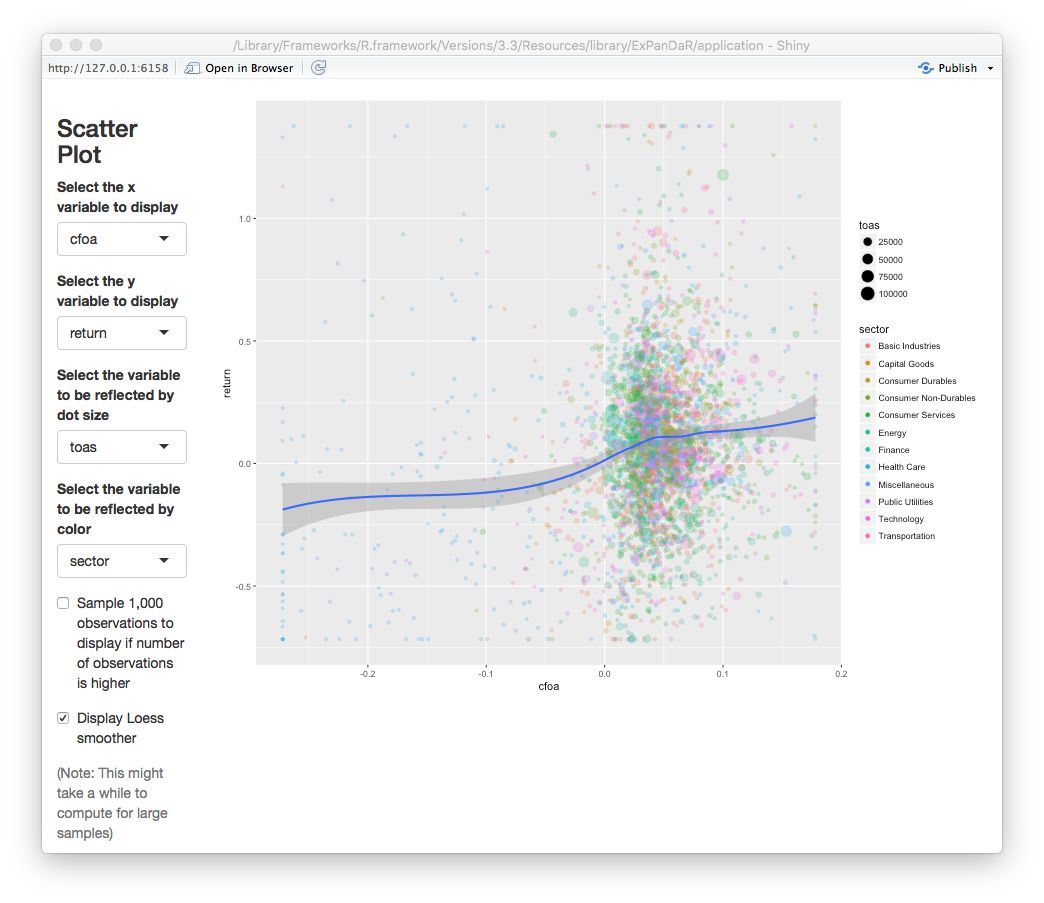 /Library/Frameworks/R.framework/Versions/3.3/Resources/library/ExPanDaR/application - Shiny
http://127.0.0.1:6158
Open in Browser
Publish
Scatter
Plot
Select the x
variable to display
cfoa
Select the y
variable to display
return
Select the variable
to be reflected by
dot size
toas
Select the variable
to be reflected by
color
sector
Sample 1,000
observations to
display if number
of observations
is higher
Display Loess
smoother
(Note: This might
take a while to
compute for large
samples)
return
1.0
0.5
0.0
-0.5
-0.2
-0.1
0.0
0.1
0.2
cfoa
toas
25000
50000
75000
100000
sector
Basic Industries
Capital Goods
Consumer Durables
Consumer Non-Durables
Consumer Services
Energy
Finance
Health Care
Miscellaneous
Public Utilities
Technology
Transportation